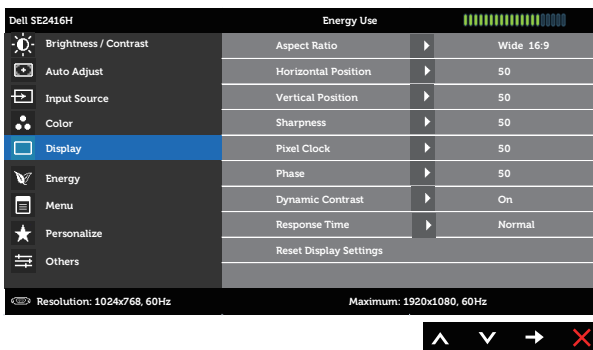 Dell SE2416H Energy Use
Brightness / Contrast Aspect Ratio Wide 16:9
Auto Adjust Horizontal Position 50
Input Source Vertical Position 50
Color Sharpness 50
Display Pixel Clock 50
Energy Phase 50
Menu Dynamic Contrast On
Personalize Response Time Normal
Others Reset Display Settings
Resolution: 1024x768, 60Hz Maximum: 1920x1080, 60Hz